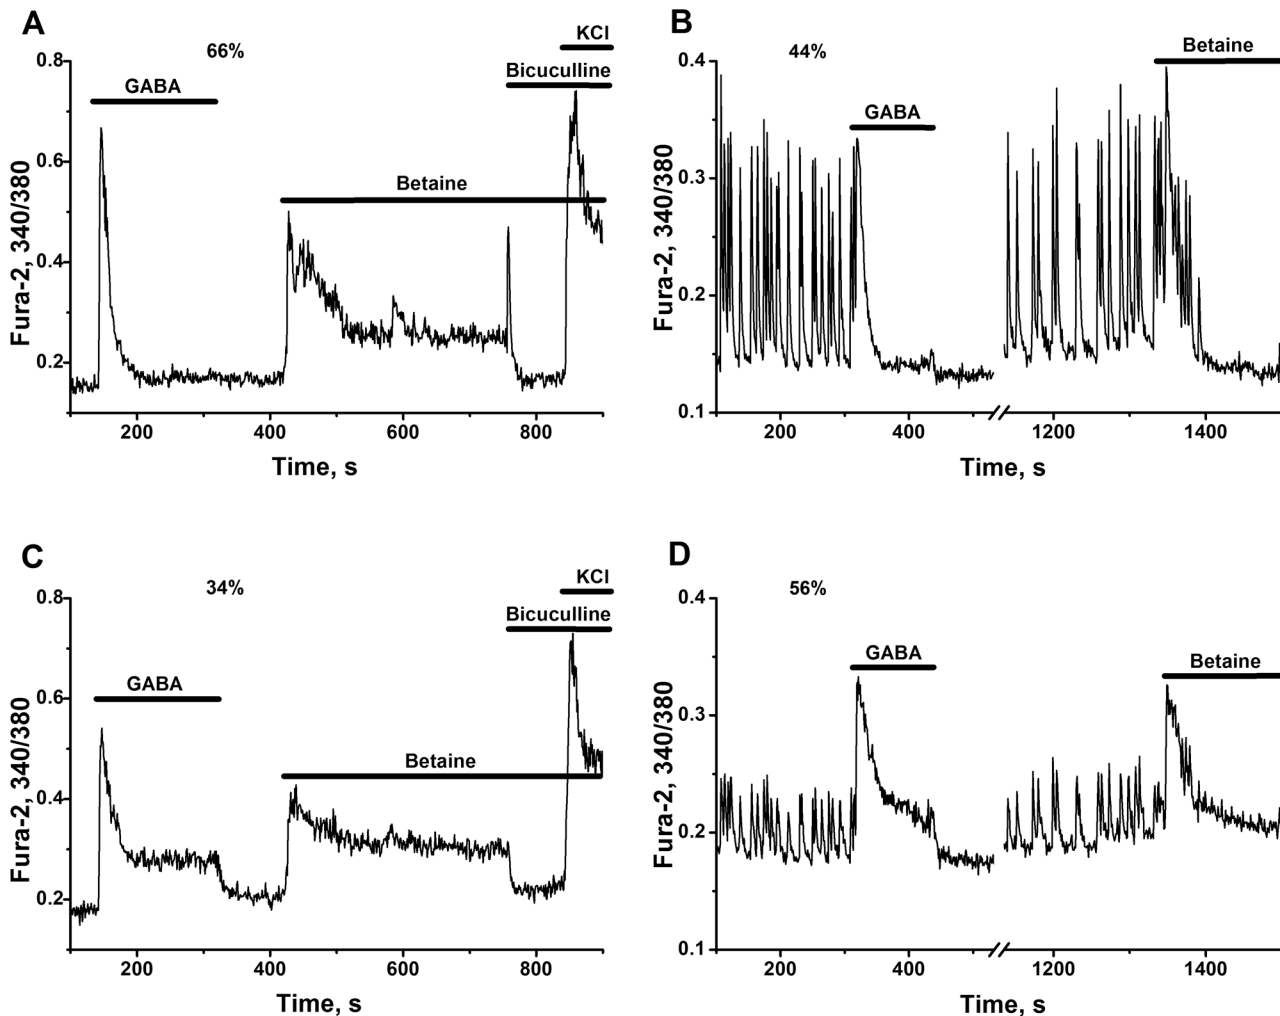 A
66%
KCl
Bicuculline
GABA
Betaine
0.8
0.6
0.4
0.2
Fura-2, 340/380
200
400
600
800
Time, s
B
44%
Betaine
GABA
0.4
0.3
0.2
0.1
Fura-2, 340/380
200
400
1200
1400
Time, s
C
34%
KCl
Bicuculline
GABA
Betaine
0.8
0.6
0.4
0.2
Fura-2, 340/380
200
400
600
800
Time, s
D
56%
GABA
Betaine
0.4
0.3
0.2
0.1
Fura-2, 340/380
200
400
1200
1400
Time, s